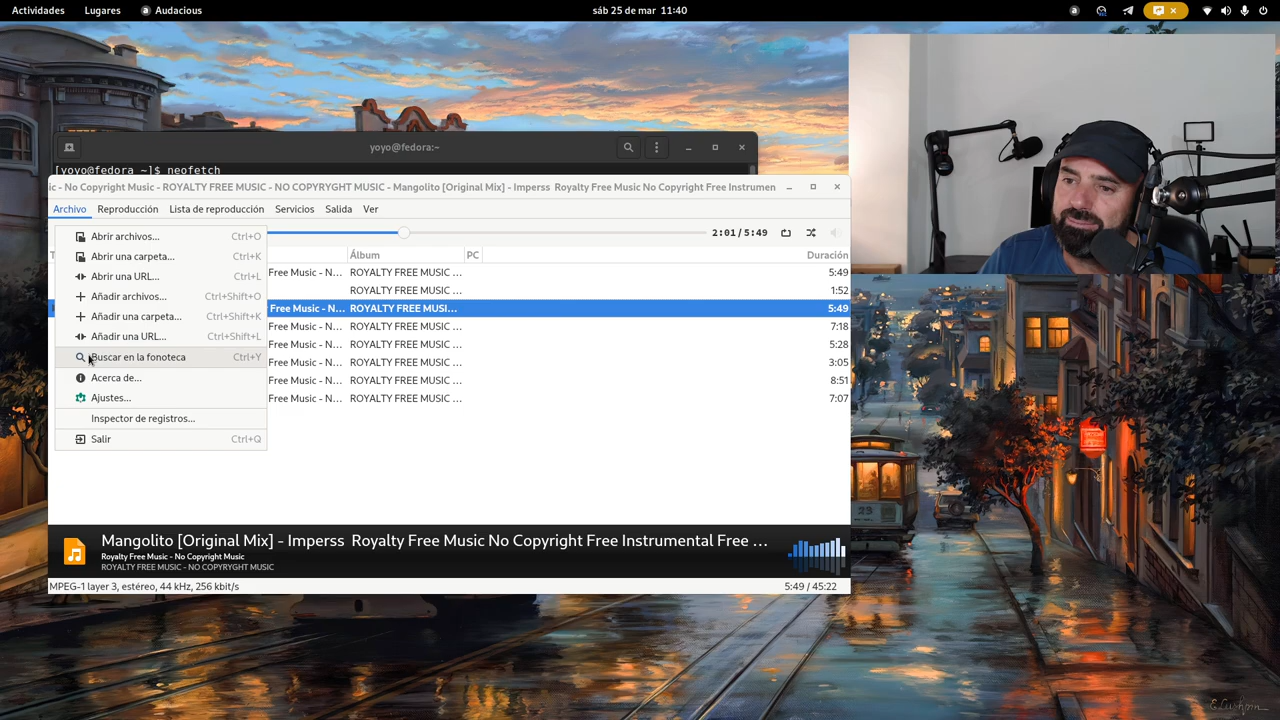 Actividades Lugares Audacious sáb 25 de mar 11:40
yoyo@fedora:~
[yoyo@fedora ~]$ neofetch
ic - No Copyright Music - ROYALTY FREE MUSIC - NO COPYRYGHT MUSIC - Mangolito [Original Mix] - Imperss Royalty Free Music No Copyright Free Instrumen
Archivo Reproducción Lista de reproducción Servicios Salida Ver
2:01 / 5:49
Álbum PC Duración
Abrir archivos... Ctrl+O
Abrir una carpeta... Ctrl+K
Abrir una URL... Ctrl+L
Añadir archivos... Ctrl+Shift+O
Añadir una carpeta... Ctrl+Shift+K
Añadir una URL... Ctrl+Shift+L
Buscar en la fonoteca Ctrl+Y
Acerca de...
Ajustes...
Inspector de registros...
Salir Ctrl+Q
Free Music - N... ROYALTY FREE MUSIC ... 5:49
ROYALTY FREE MUSIC ... 1:52
Free Music - N... ROYALTY FREE MUSI... 5:49
Free Music - N... ROYALTY FREE MUSIC ... 7:18
Free Music - N... ROYALTY FREE MUSIC ... 5:28
Free Music - N... ROYALTY FREE MUSIC ... 3:05
Free Music - N... ROYALTY FREE MUSIC ... 8:51
Free Music - N... ROYALTY FREE MUSIC ... 7:07
Mangolito [Original Mix] - Imperss Royalty Free Music No Copyright Free Instrumental Free ...
Royalty Free Music - No Copyright Music
ROYALTY FREE MUSIC - NO COPYRYGHT MUSIC
MPEG-1 layer 3, estéreo, 44 kHz, 256 kbit/s 5:49 / 45:22
23